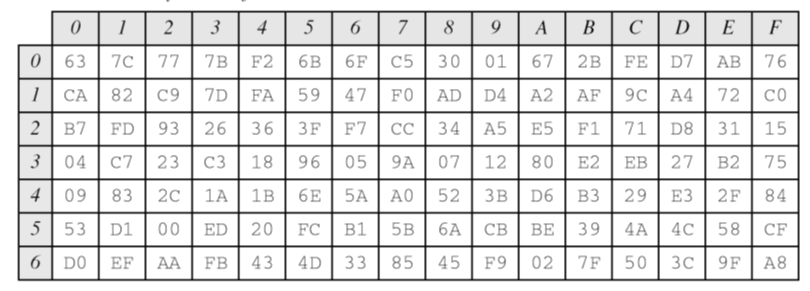 0 1 2 3 4 5 6 7 8 9 A B C D E F
0 63 7C 77 7B F2 6B 6F C5 30 01 67 2B FE D7 AB 76
1 CA 82 C9 7D FA 59 47 F0 AD D4 A2 AF 9C A4 72 C0
2 B7 FD 93 26 36 3F F7 CC 34 A5 E5 F1 71 D8 31 15
3 04 C7 23 C3 18 96 05 9A 07 12 80 E2 EB 27 B2 75
4 09 83 2C 1A 1B 6E 5A A0 52 3B D6 B3 29 E3 2F 84
5 53 D1 00 ED 20 FC B1 5B 6A CB BE 39 4A 4C 58 CF
6 D0 EF AA FB 43 4D 33 85 45 F9 02 7F 50 3C 9F A8